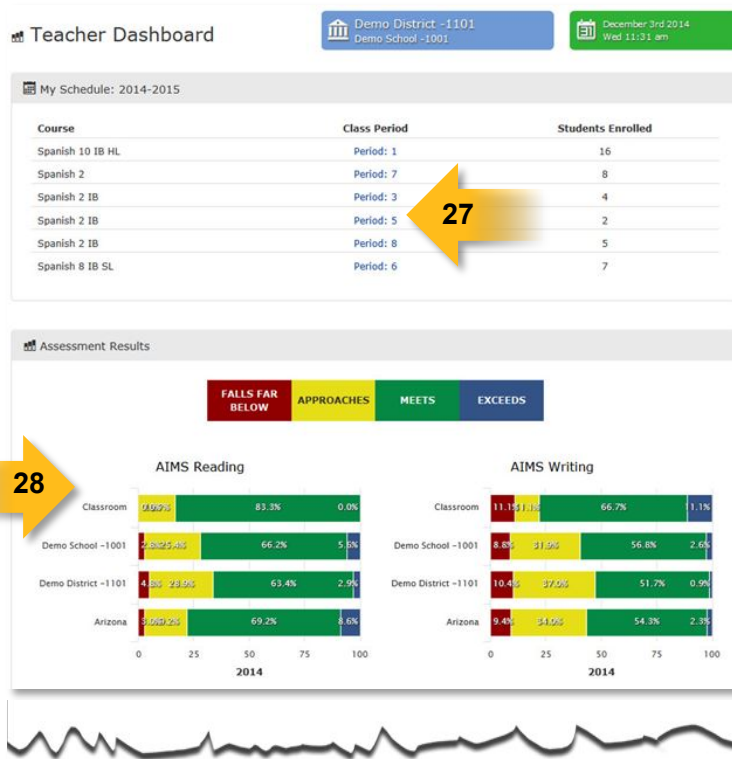 Teacher Dashboard
Demo District -1101
Demo School -1001
31
December 3rd 2014
Wed 11:31 am
My Schedule: 2014-2015
Course Class Period Students Enrolled
Spanish 10 IB HL Period: 1 16
Spanish 2 Period: 7 8
Spanish 2 IB Period: 3 4
Spanish 2 IB Period: 5 2
27
Spanish 2 IB Period: 8 5
Spanish 8 IB SL Period: 6 7
Assessment Results
FALLS FAR BELOW APPROACHES MEETS EXCEEDS
28
AIMS Reading
Classroom 83.3% 0.0%
Demo School -1001 66.2% 5.6%
Demo District -1101 28.9% 63.4% 2.9%
Arizona 69.2% 8.6%
0 25 50 75 100
2014
AIMS Writing
Classroom 11.1% 11.1% 66.7% 11.1%
Demo School -1001 8.8% 31.9% 56.8% 2.6%
Demo District -1101 10.4% 37.0% 51.7% 0.9%
Arizona 9.4% 34.0% 54.3% 2.3%
0 25 50 75 100
2014